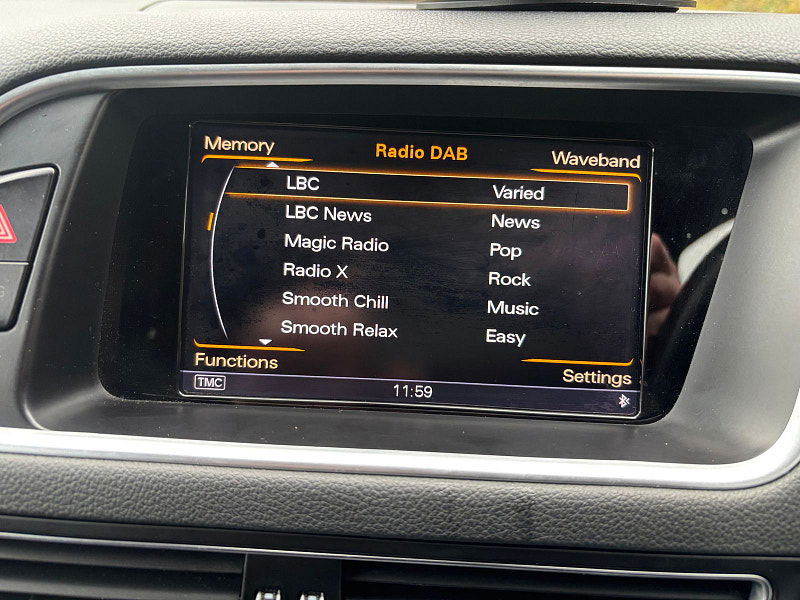 Memory Radio DAB Waveband
LBC Varied
LBC News News
Magic Radio Pop
Radio X Rock
Smooth Chill Music
Smooth Relax Easy
Functions Settings
TMC 11:59